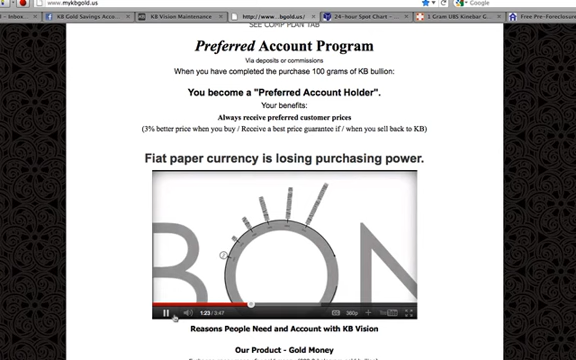 www.mykbgold.us
Google
KB Gold Savings Acco...
KB Vision Maintenance
http://www... bgold.us/
24-hour Spot Chart - ...
1 Gram UBS Kinebar G...
Free Pre-Foreclosure
SEE COMP PLAN TAB
Preferred Account Program
Via deposits or commissions
When you have completed the purchase 100 grams of KB bullion:
You become a "Preferred Account Holder".
Your benefits:
Always receive preferred customer prices
(3% better price when you buy / Receive a best price guarantee if / when you sell back to KB)
Fiat paper currency is losing purchasing power.
BON
1:23 / 3:47
360p
Reasons People Need and Account with KB Vision
Our Product - Gold Money